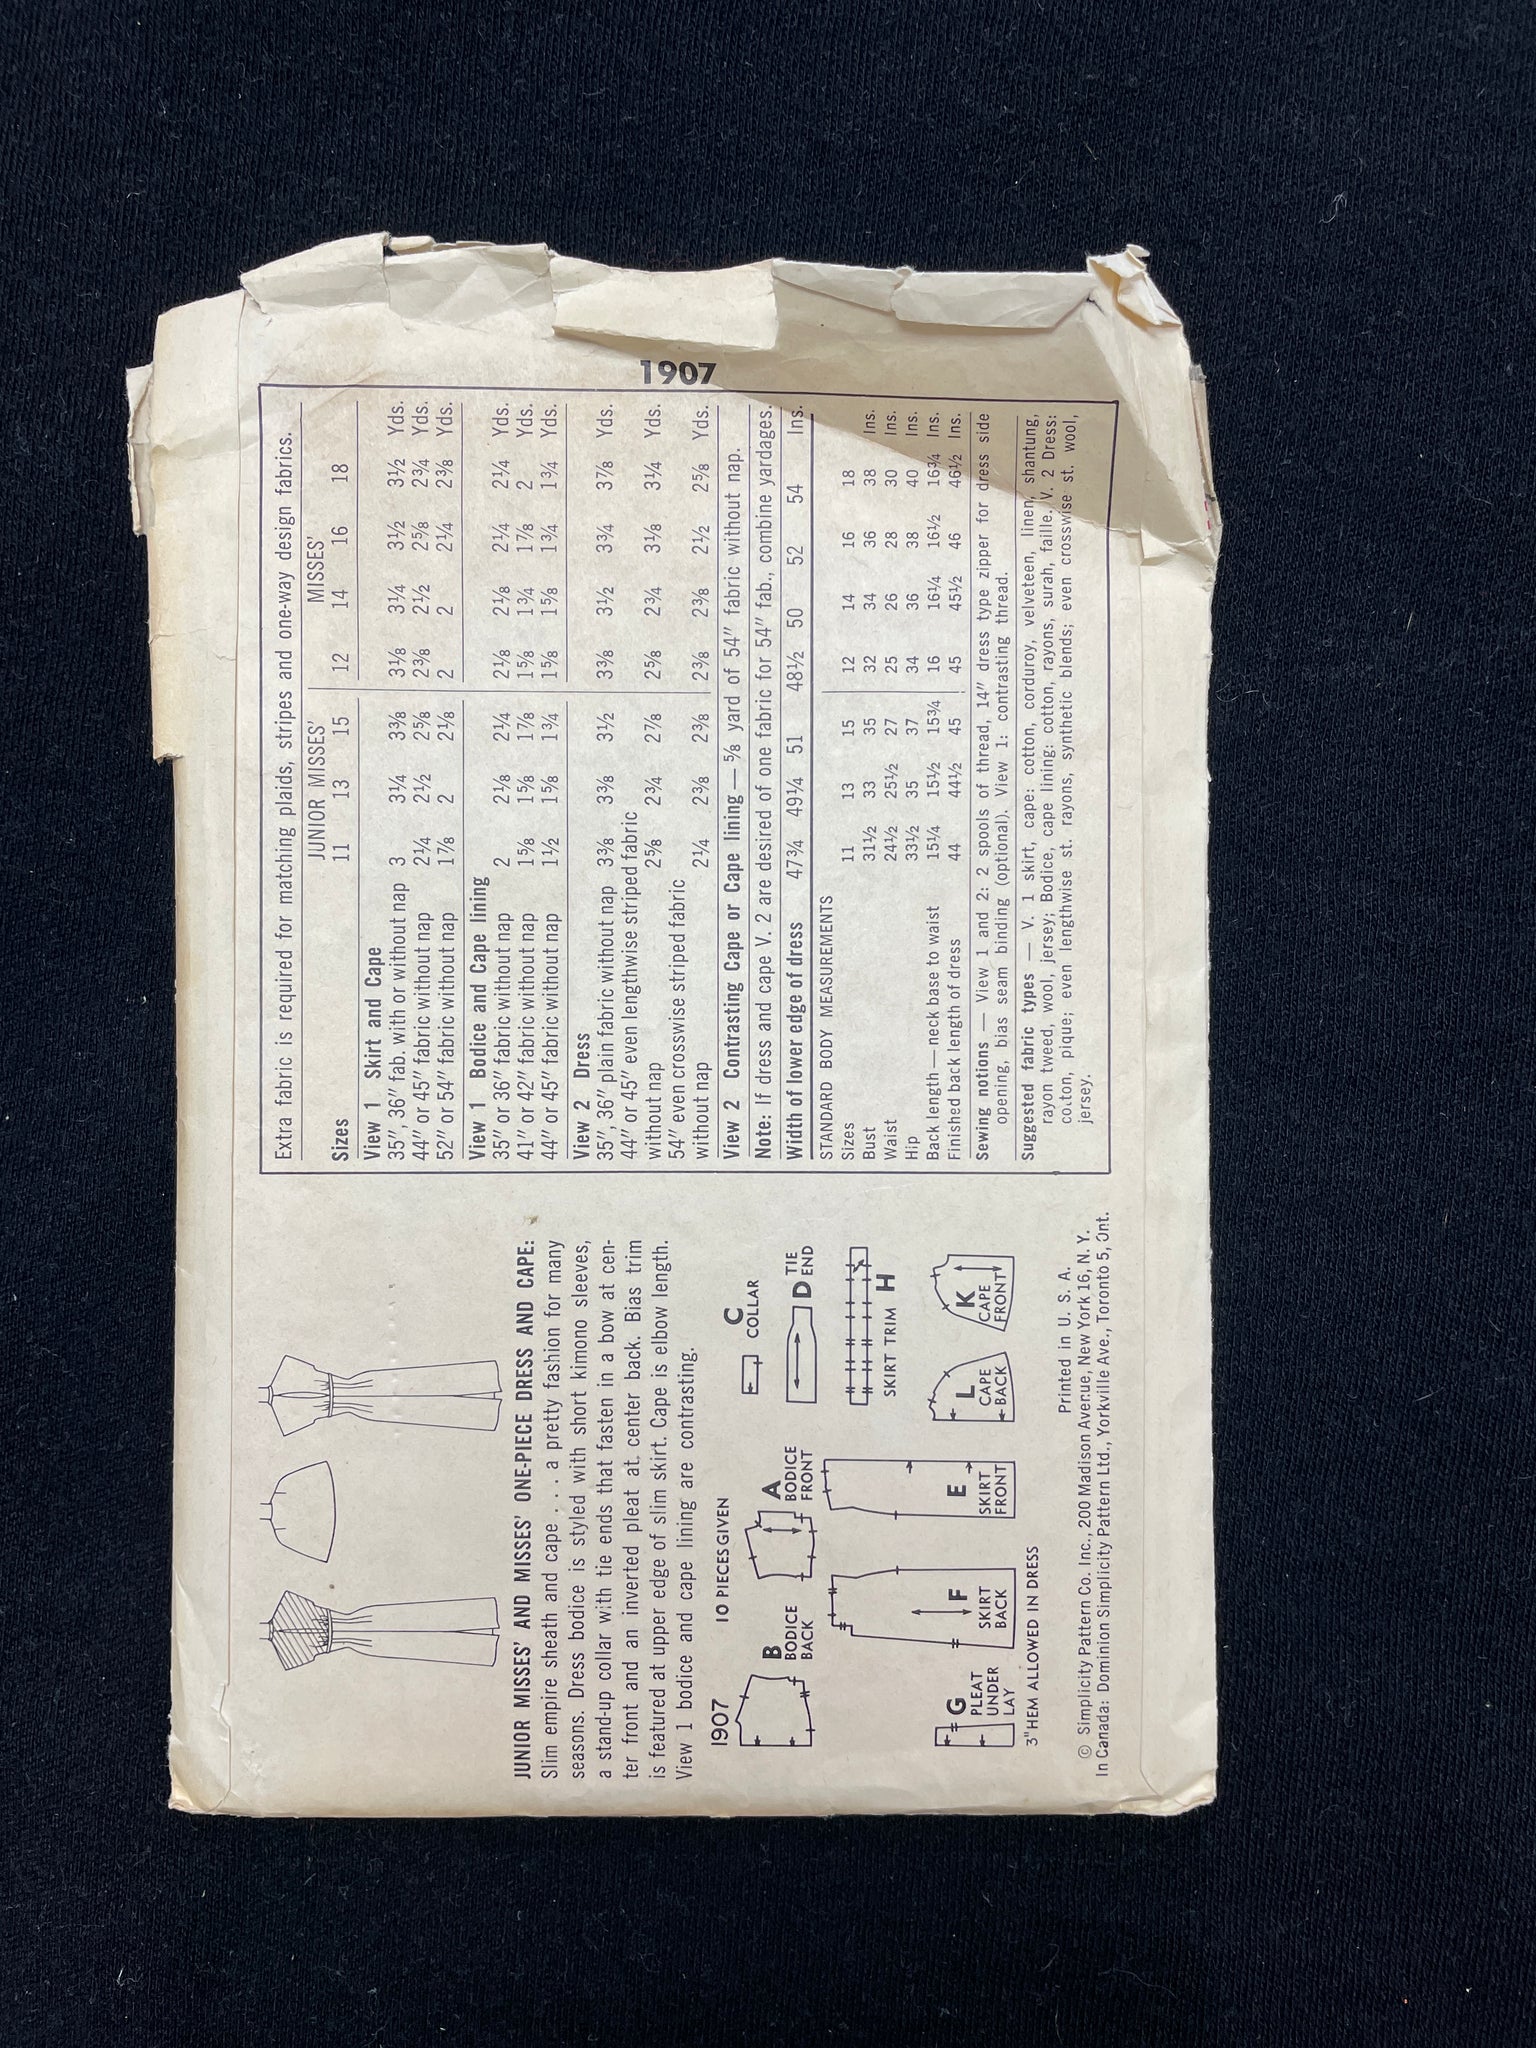 JUNIOR MISSES' AND MISSES' ONE-PIECE DRESS AND CAPE:
Slim empire sheath and cape . . . a pretty fashion for many
seasons. Dress bodice is styled with short kimono sleeves,
a stand-up collar with tie ends that fasten in a bow at cen-
ter front and an inverted pleat at center back. Bias trim
is featured at upper edge of slim skirt. Cape is elbow length.
View 1 bodice and cape lining are contrasting.
1907
10 PIECES GIVEN
B
BODICE
BACK
A
BODICE
FRONT
C
COLLAR
D TIE
END
G
PLEAT
UNDER
LAY
F
SKIRT
BACK
E
SKIRT
FRONT
SKIRT TRIM H
L
CAPE
BACK
K
CAPE
FRONT
3" HEM ALLOWED IN DRESS
Printed in U. S. A.
© Simplicity Pattern Co. Inc., 200 Madison Avenue, New York 16, N. Y.
In Canada: Dominion Simplicity Pattern Ltd., Yorkville Ave., Toronto 5, Ont.
Extra fabric is required for matching plaids, stripes and one-way design fabrics.
JUNIOR MISSES' MISSES'
Sizes 11 13 15 12 14 16 18
View 1 Skirt and Cape
35", 36" fab. with or without nap 3 3¼ 3⅜ 3⅛ 3¼ 3½ 3½ Yds.
44" or 45" fabric without nap 2¼ 2½ 2⅝ 2⅜ 2½ 2⅝ 2¾ Yds.
52" or 54" fabric without nap 1⅞ 2 2⅛ 2 2 2¼ 2⅜ Yds.
View 1 Bodice and Cape lining
35" or 36" fabric without nap 2 2⅛ 2¼ 2⅛ 2⅛ 2¼ 2¼ Yds.
41" or 42" fabric without nap 1⅝ 1⅝ 1⅞ 1⅝ 1¾ 1⅞ 2 Yds.
44" or 45" fabric without nap 1½ 1⅝ 1¾ 1⅝ 1⅝ 1¾ 1¾ Yds.
View 2 Dress
35", 36" plain fabric without nap 3⅜ 3⅜ 3½ 3⅜ 3½ 3¾ 3⅞ Yds.
44" or 45" even lengthwise striped fabric
without nap 2⅝ 2¾ 2⅞ 2⅝ 2¾ 3⅛ 3¼ Yds.
54" even crosswise striped fabric
without nap 2¼ 2⅜ 2⅜ 2⅜ 2⅜ 2½ 2⅝ Yds.
View 2 Contrasting Cape or Cape lining — ⅝ yard of 54" fabric without nap.
Note: If dress and cape V. 2 are desired of one fabric for 54" fab., combine yardages.
Width of lower edge of dress 47¾ 49¼ 51 48½ 50 52 54 Ins.
STANDARD BODY MEASUREMENTS
Sizes 11 13 15 12 14 16 18
Bust 31½ 33 35 32 34 36 38 Ins.
Waist 24½ 25½ 27 25 26 28 30 Ins.
Hip 33½ 35 37 34 36 38 40 Ins.
Back length — neck base to waist 15¼ 15½ 15¾ 16 16¼ 16½ 16¾ Ins.
Finished back length of dress 44 44½ 45 45 45½ 46 46½ Ins.
Sewing notions — View 1 and 2: 2 spools of thread, 14" dress type zipper for dress side
opening, bias seam binding (optional). View 1: contrasting thread.
Suggested fabric types — V. 1 skirt, cape: cotton, corduroy, velveteen, linen, shantung,
rayon tweed, wool, jersey; Bodice, cape lining: cotton, rayons, surah, faille. V. 2 Dress:
cotton, pique; even lengthwise st. rayons, synthetic blends; even crosswise st. wool,
jersey.
1907